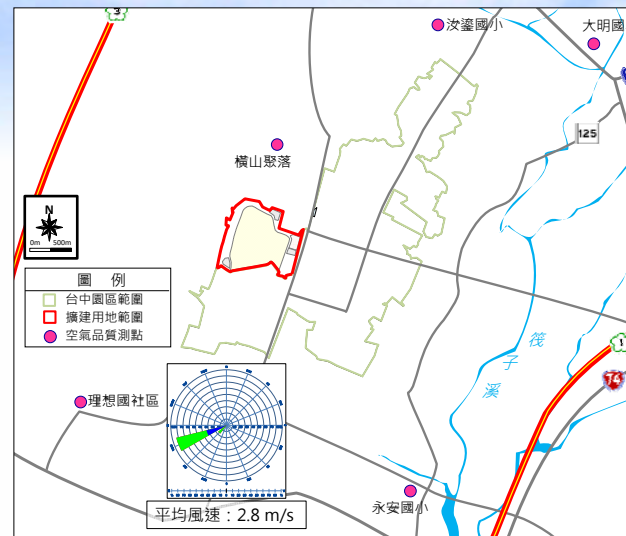 3
汝鎏國小
大明國
125
橫山聚落
N
0m 500m
圖 例
台中園區範圍
擴建用地範圍
空氣品質測點
1
74
筏子溪
理想國社區
永安國小
平均風速：2.8 m/s